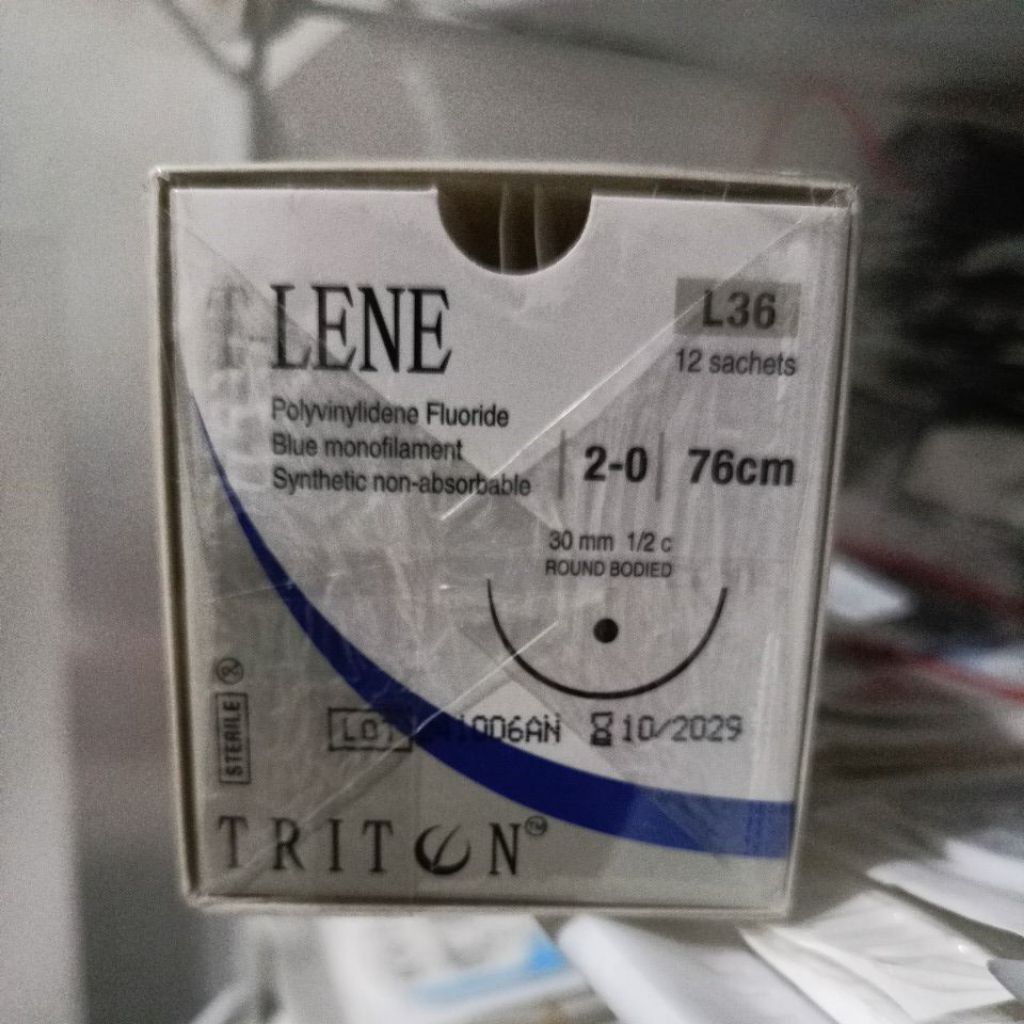 LENE
L36
12 sachets
Polyvinylidene Fluoride
Blue monofilament
Synthetic non-absorbable
2-0
76cm
30 mm 1/2 c
ROUND BODIED
STERILE
LOT
10/2029
TRITON™